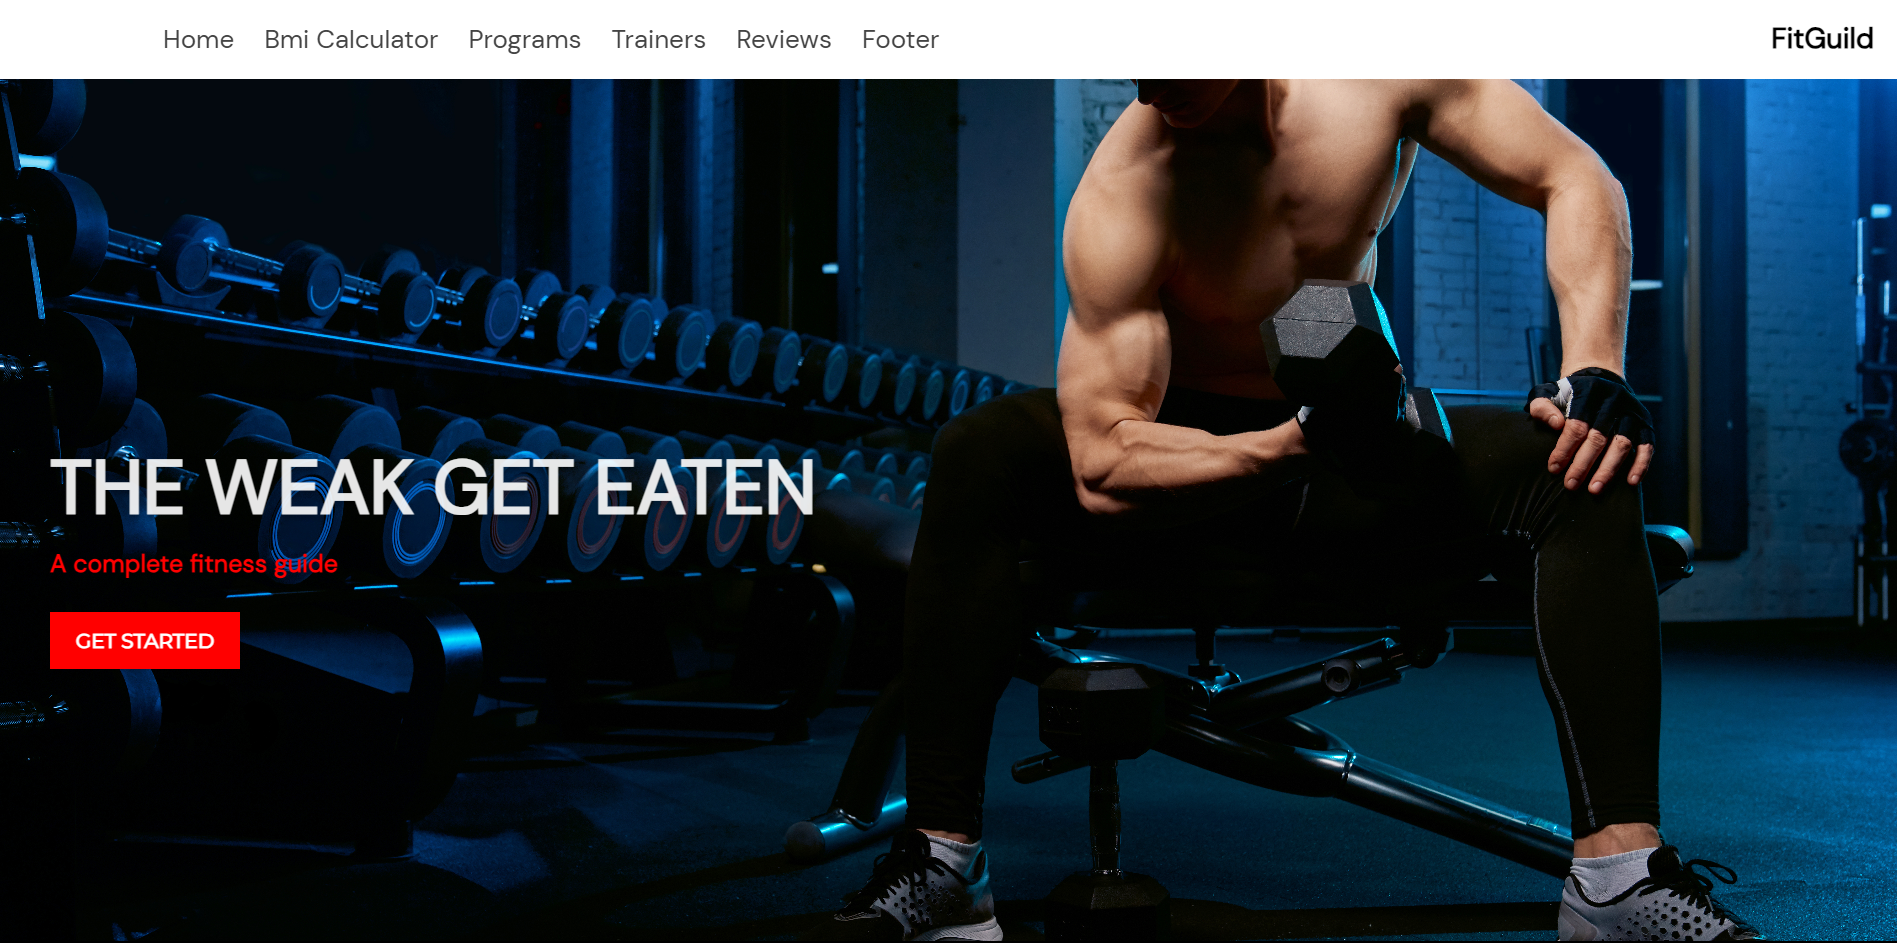 Home Bmi Calculator Programs Trainers Reviews Footer FitGuild
THE WEAK GET EATEN
A complete fitness guide
GET STARTED